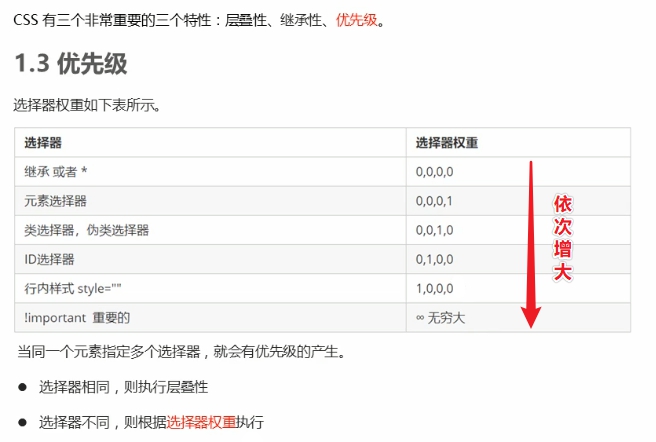 CSS 有三个非常重要的三个特性：层叠性、继承性、优先级。
1.3 优先级
选择器权重如下表所示。
选择器 选择器权重
继承 或者 * 0,0,0,0
元素选择器 0,0,0,1
类选择器，伪类选择器 0,0,1,0
ID选择器 0,1,0,0
行内样式 style="" 1,0,0,0
!important 重要的 ∞ 无穷大
依次增大
当同一个元素指定多个选择器，就会有优先级的产生。
● 选择器相同，则执行层叠性
● 选择器不同，则根据选择器权重执行